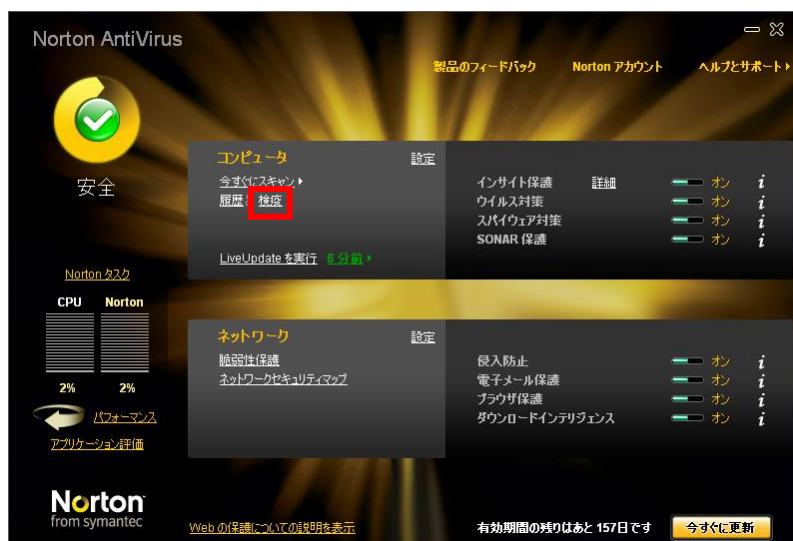 Norton AntiVirus
製品のフィードバック Norton アカウント ヘルプとサポート
安全
コンピュータ 設定
今すぐにスキャン
履歴と 検疫
LiveUpdate を実行 6 分前
インサイト保護 詳細 オン i
ウイルス対策 オン i
スパイウェア対策 オン i
SONAR 保護 オン i
Norton タスク
CPU Norton
2% 2%
パフォーマンス
アプリケーション評価
ネットワーク 設定
脆弱性保護
ネットワークセキュリティマップ
侵入防止 オン i
電子メール保護 オン i
ブラウザ保護 オン i
ダウンロードインテリジェンス オン i
Norton
from symantec
Web の保護についての説明を表示
有効期間の残りはあと 157日です 今すぐに更新